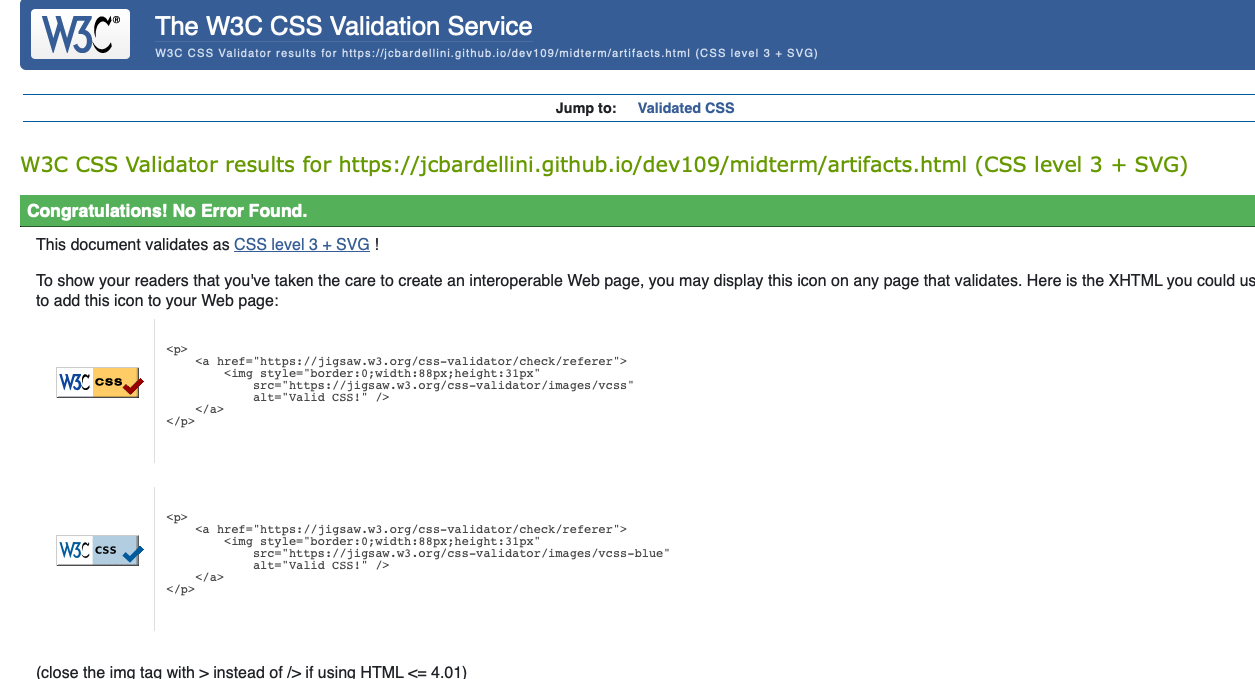 W3C®
The W3C CSS Validation Service
W3C CSS Validator results for https://jcbardellini.github.io/dev109/midterm/artifacts.html (CSS level 3 + SVG)
Jump to: Validated CSS
W3C CSS Validator results for https://jcbardellini.github.io/dev109/midterm/artifacts.html (CSS level 3 + SVG)
Congratulations! No Error Found.
This document validates as CSS level 3 + SVG !
To show your readers that you've taken the care to create an interoperable Web page, you may display this icon on any page that validates. Here is the XHTML you could us
to add this icon to your Web page:
W3C css
<p>
    <a href="https://jigsaw.w3.org/css-validator/check/referer">
        <img style="border:0;width:88px;height:31px"
            src="https://jigsaw.w3.org/css-validator/images/vcss"
            alt="Valid CSS!" />
    </a>
</p>
W3C css
<p>
    <a href="https://jigsaw.w3.org/css-validator/check/referer">
        <img style="border:0;width:88px;height:31px"
            src="https://jigsaw.w3.org/css-validator/images/vcss-blue"
            alt="Valid CSS!" />
    </a>
</p>
(close the img tag with > instead of /> if using HTML <= 4.01)